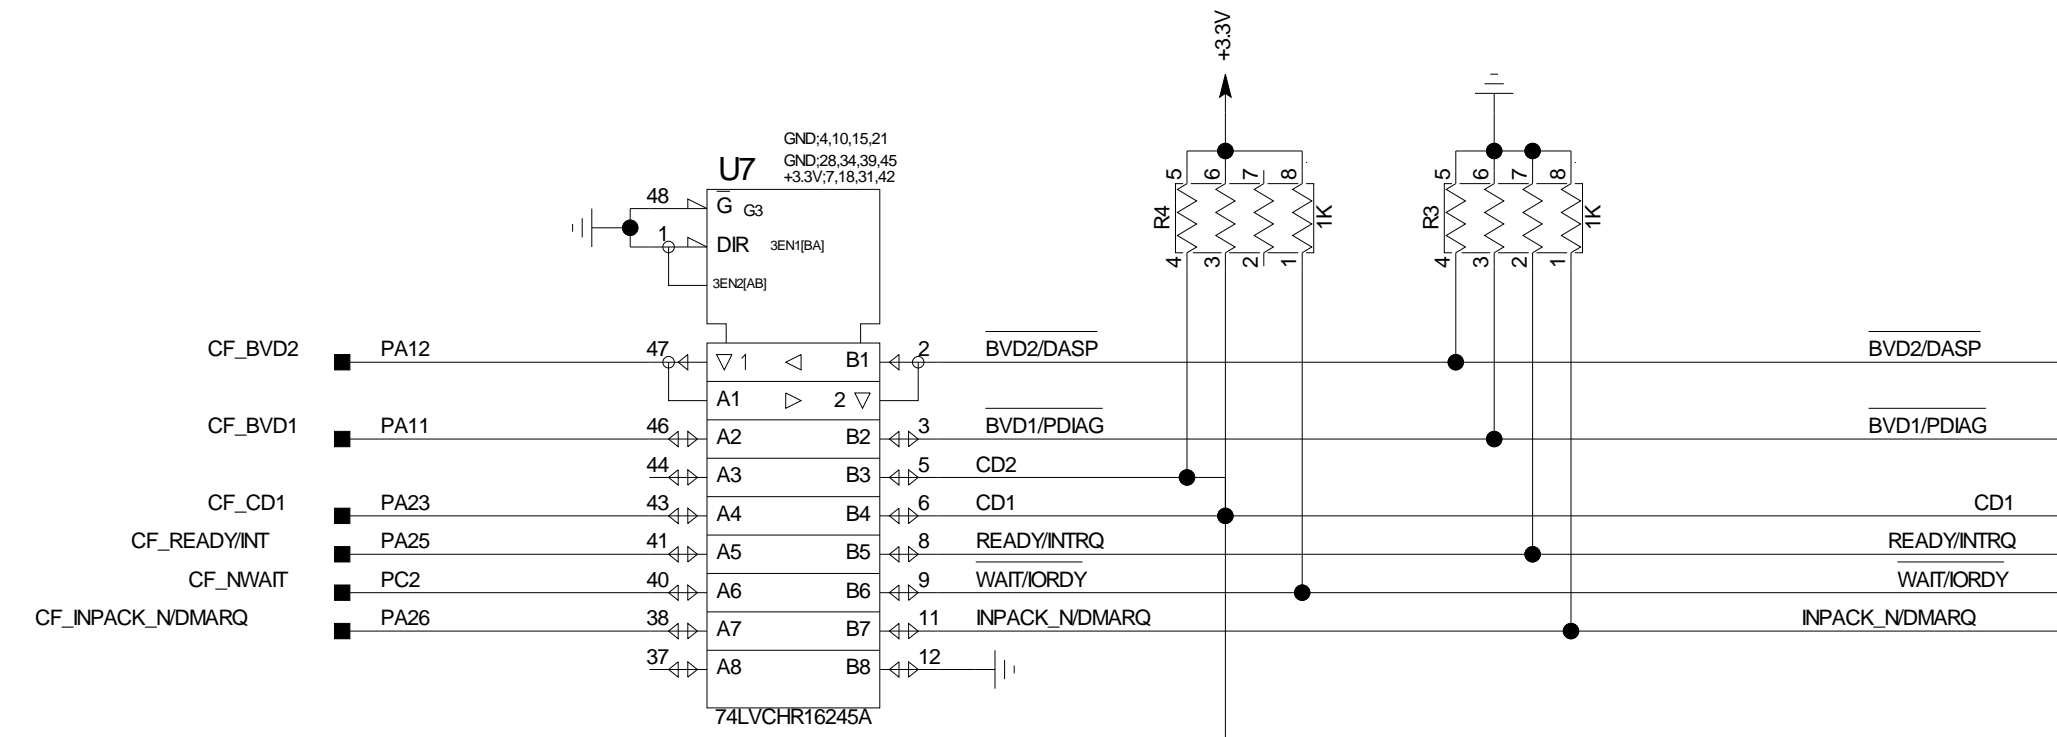 +3.3V
GND;4,10,15,21
U7
GND;28,34,39,45
+3.3V;7,18,31,42
5 6 7 8
5 6 7 8
48 G G3
R4 1K
R3 1K
1 DIR 3EN1[BA]
4 3 2 1
4 3 2 1
3EN2[AB]
CF_BVD2 PA12 47 1 B1 2 BVD2/DASP BVD2/DASP
A1 2
CF_BVD1 PA11 46 A2 B2 3 BVD1/PDIAG BVD1/PDIAG
44 A3 B3 5 CD2
CF_CD1 PA23 43 A4 B4 6 CD1 CD1
CF_READY/INT PA25 41 A5 B5 8 READY/INTRQ READY/INTRQ
CF_NWAIT PC2 40 A6 B6 9 WAIT/IORDY WAIT/IORDY
CF_INPACK_N/DMARQ PA26 38 A7 B7 11 INPACK_N/DMARQ INPACK_N/DMARQ
37 A8 B8 12
74LVCHR16245A